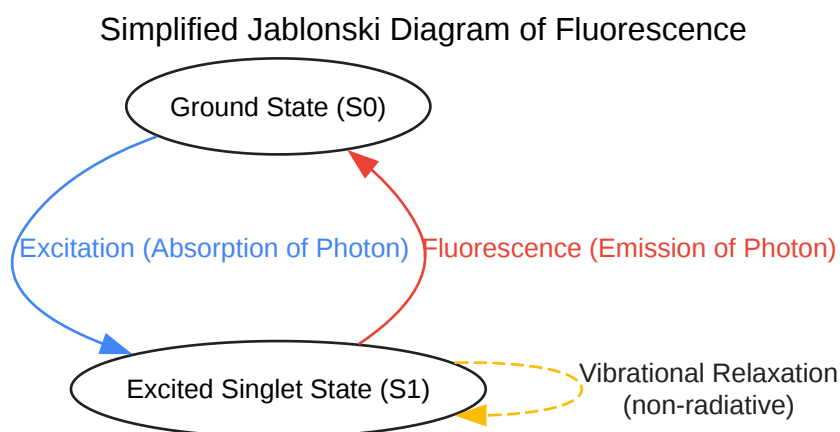 Simplified Jablonski Diagram of Fluorescence
Ground State (S0)
Excitation (Absorption of Photon)
Fluorescence (Emission of Photon)
Excited Singlet State (S1)
Vibrational Relaxation
(non-radiative)